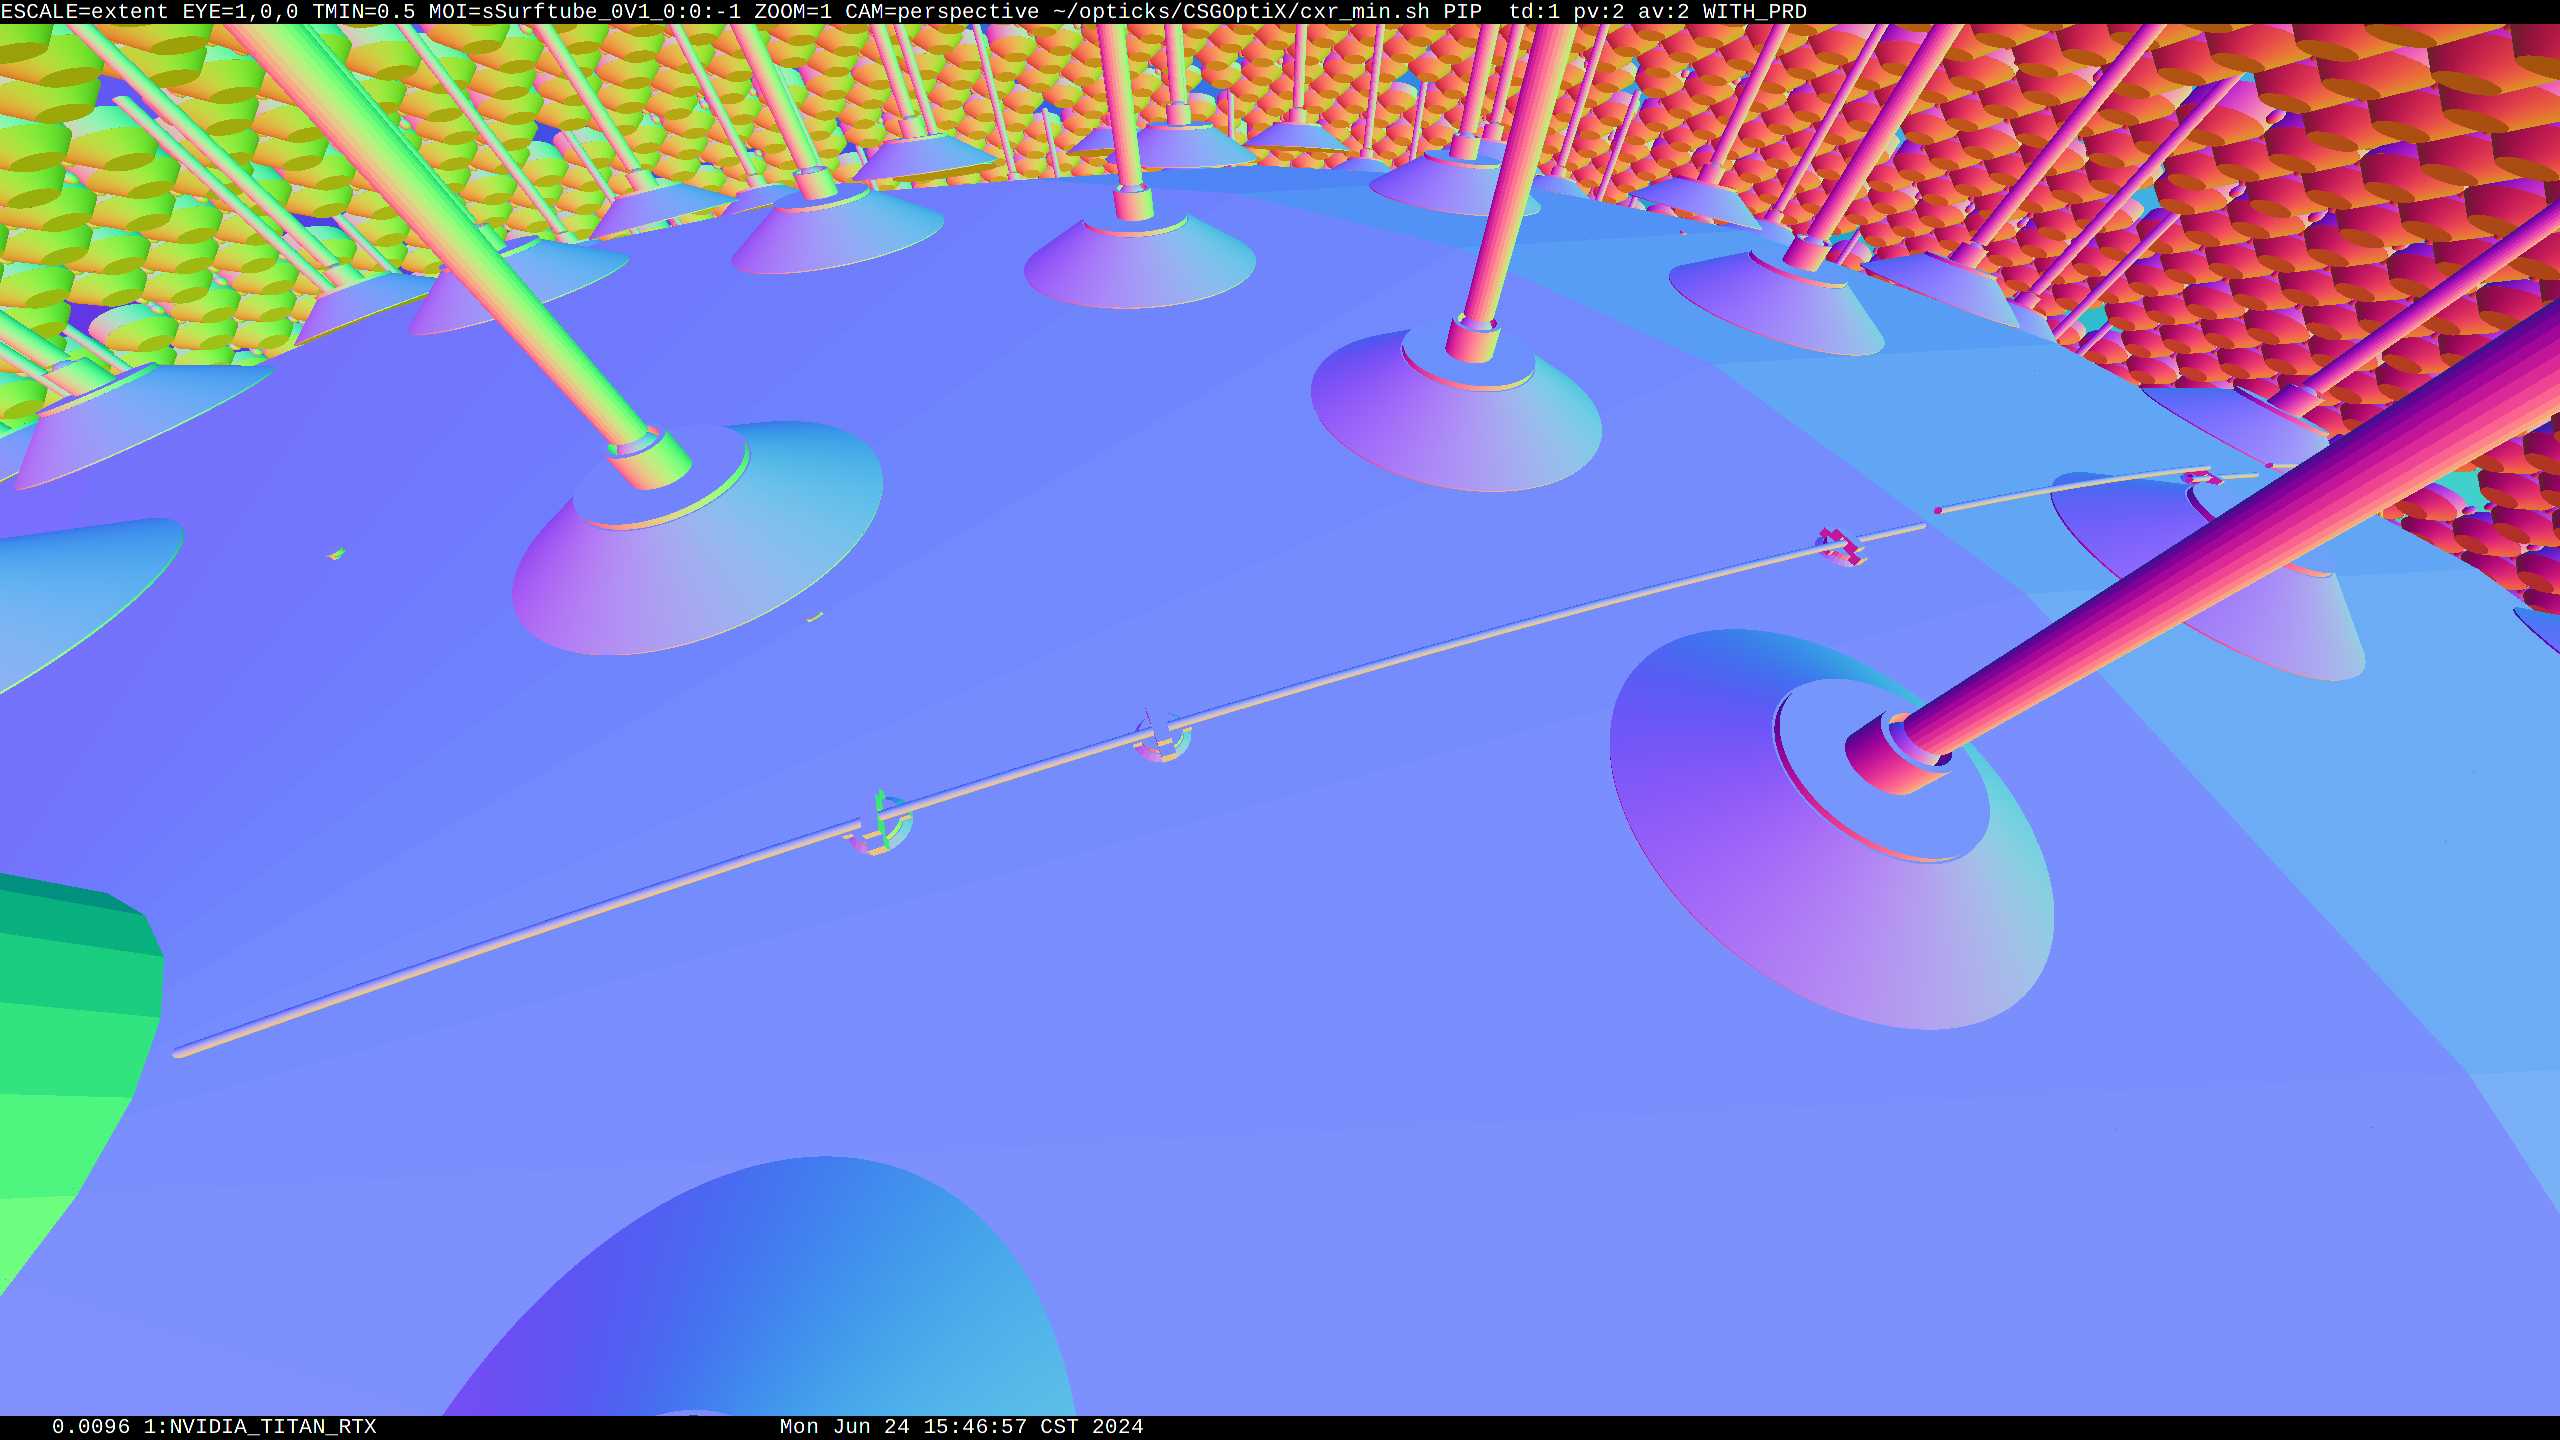 ESCALE=extent EYE=1,0,0 TMIN=0.5 MOI=sSurftube_0V1_0:0:-1 ZOOM=1 CAM=perspective ~/opticks/CSGOptiX/cxr_min.sh PIP  td:1 pv:2 av:2 WITH_PRD
0.0096 1:NVIDIA_TITAN_RTX
Mon Jun 24 15:46:57 CST 2024